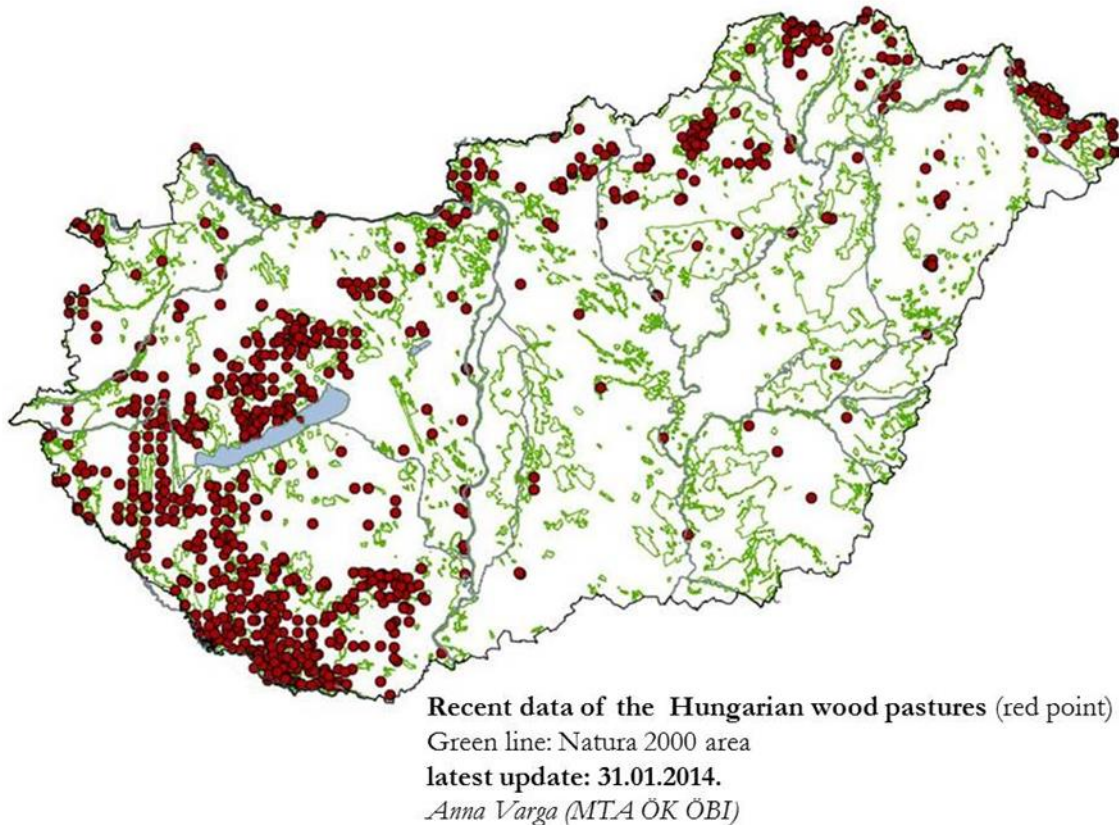 Recent data of the Hungarian wood pastures (red point)
Green line: Natura 2000 area
latest update: 31.01.2014.
Anna Varga (MTA ÖK ÖBI)